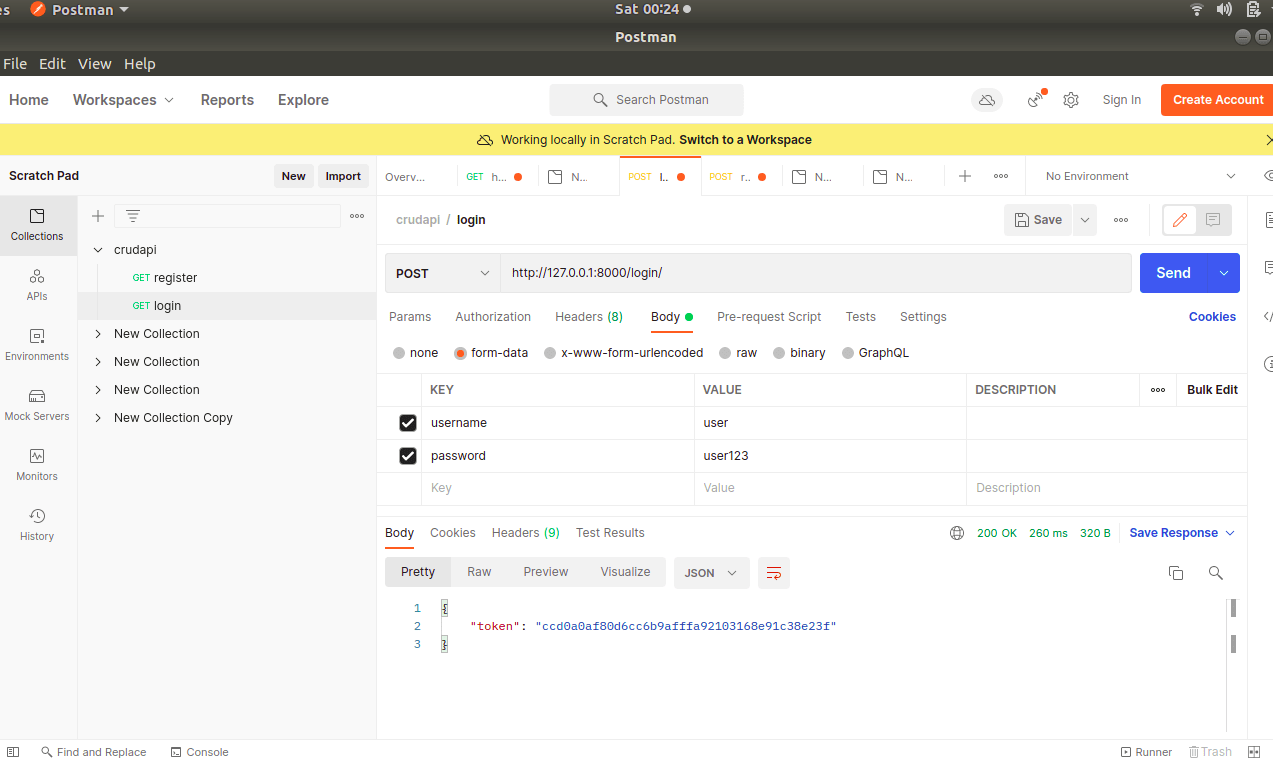 es Postman Sat 00:24
Postman
File Edit View Help
Home Workspaces Reports Explore Search Postman Sign In Create Account
Working locally in Scratch Pad. Switch to a Workspace
Scratch Pad New Import Overv... GET h... N... POST l.. POST r.. N... N... No Environment
Collections
APIs
Environments
Mock Servers
Monitors
History
crudapi
GET register
GET login
New Collection
New Collection
New Collection
New Collection Copy
crudapi / login Save
POST http://127.0.0.1:8000/login/ Send
Params Authorization Headers (8) Body Pre-request Script Tests Settings Cookies
none form-data x-www-form-urlencoded raw binary GraphQL
KEY VALUE DESCRIPTION Bulk Edit
username user
password user123
Key Value Description
Body Cookies Headers (9) Test Results 200 OK 260 ms 320 B Save Response
Pretty Raw Preview Visualize JSON
1 {
2 "token": "ccd0a0af80d6cc6b9afffa92103168e91c38e23f"
3 }
Find and Replace Console Runner Trash